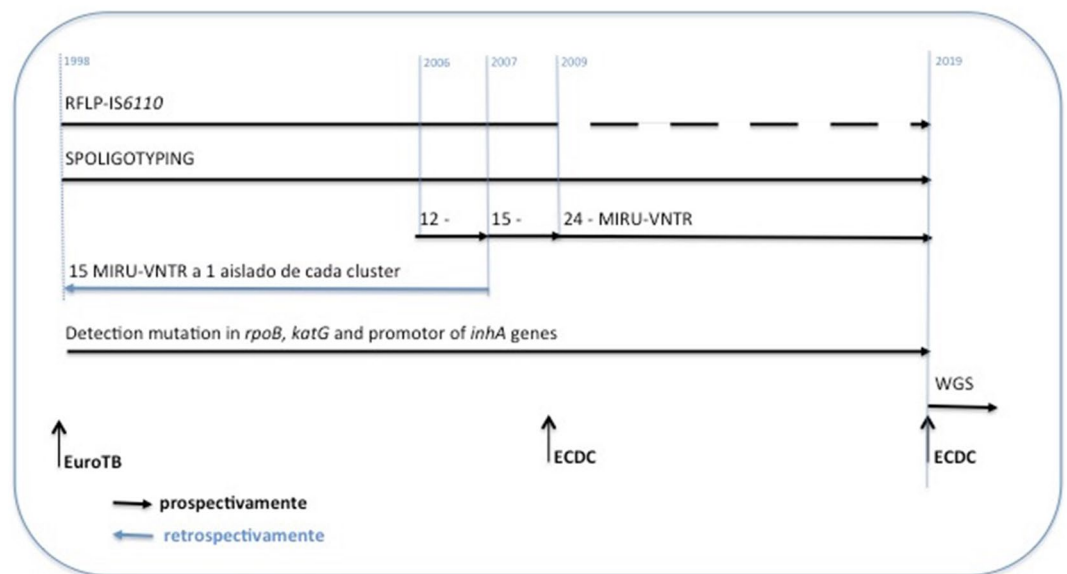 1998 2006 2007 2009 2019
RFLP-IS6110
SPOLIGOTYPING
12 - 15 - 24 - MIRU-VNTR
15 MIRU-VNTR a 1 aislado de cada cluster
Detection mutation in rpoB, katG and promotor of inhA genes
WGS
EuroTB ECDC ECDC
prospectivamente
retrospectivamente